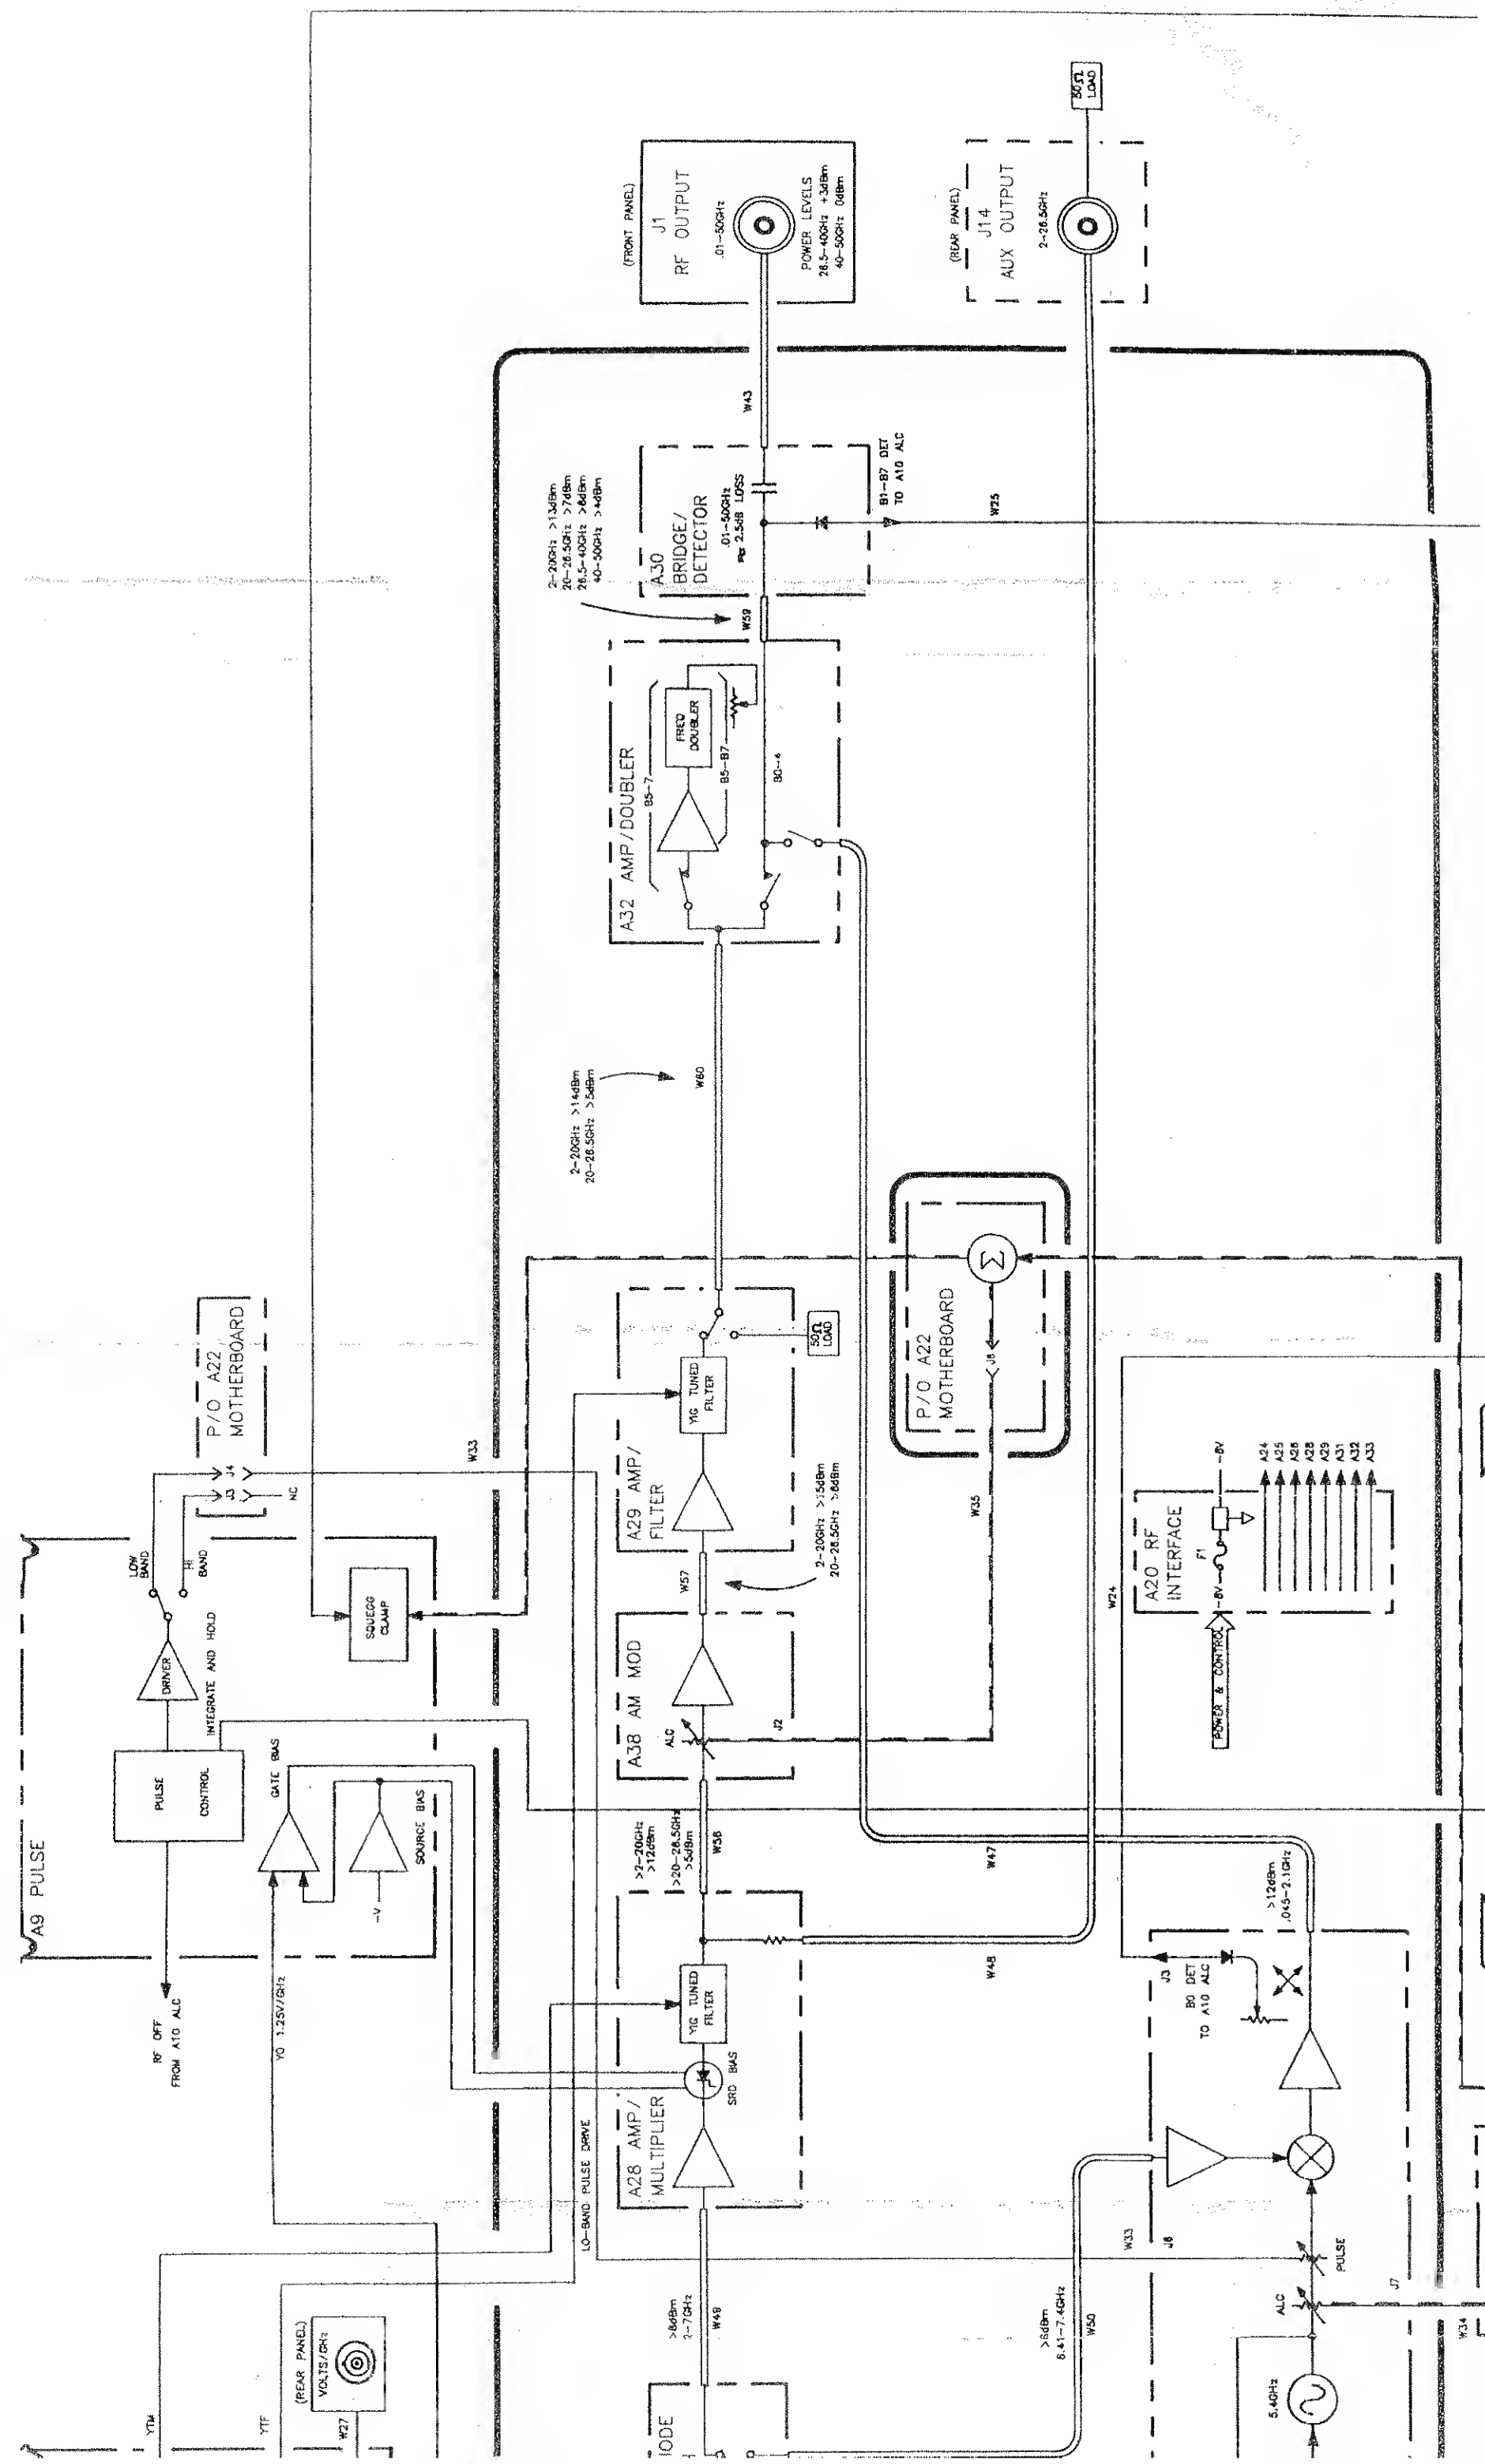 (FRONT PANEL)
J1
RF OUTPUT
.01-50GHz
POWER LEVELS
26.5-40GHz +3dBm
40-50GHz 0dBm
50Ω
LOAD
(REAR PANEL)
J14
AUX OUTPUT
2-26.5GHz
W43
2-20GHz >13dBm
20-26.5GHz >7dBm
26.5-40GHz >6dBm
40-50GHz >4dBm
A30
BRIDGE/
DETECTOR
.01-50GHz
2.5dB LOSS
B1-B7 DET
TO A10 ALC
W25
W59
A32 AMP/DOUBLER
B5-7
FREQ
DOUBLER
B5-B7
B0-4
2-20GHz >14dBm
20-26.5GHz >5dBm
W60
P/O A22
MOTHERBOARD
J4
J3
NC
W33
A29 AMP/
FILTER
YIG TUNED
FILTER
50Ω
LOAD
P/O A22
MOTHERBOARD
Σ
J8
W35
W57
2-20GHz >15dBm
20-26.5GHz >6dBm
W24
A20 RF
INTERFACE
F1
-8V
-8V
POWER & CONTROL
A24
A25
A26
A28
A29
A31
A32
A33
A9 PULSE
LOW
BAND
HI
BAND
DRIVER
INTEGRATE AND HOLD
PULSE
CONTROL
SQUEGG
CLAMP
GATE BIAS
SOURCE BIAS
-V
RF OFF
FROM A10 ALC
YO 1.25V/GHz
A38 AM MOD
ALC
J2
>2-20GHz
>12dBm
>20-26.5GHz
>5dBm
W56
W47
W48
>12dBm
.045-2.1GHz
A28 AMP/
MULTIPLIER
YIG TUNED
FILTER
SRD BIAS
J3
B0 DET
TO A10 ALC
LO-BAND PULSE DRIVE
YTM
YTF
(REAR PANEL)
VOLTS/GHz
W27
>8dBm
2-7GHz
W49
IODE
W33
J6
>6dBm
W50
PULSE
ALC
J7
W34
5.4GHz